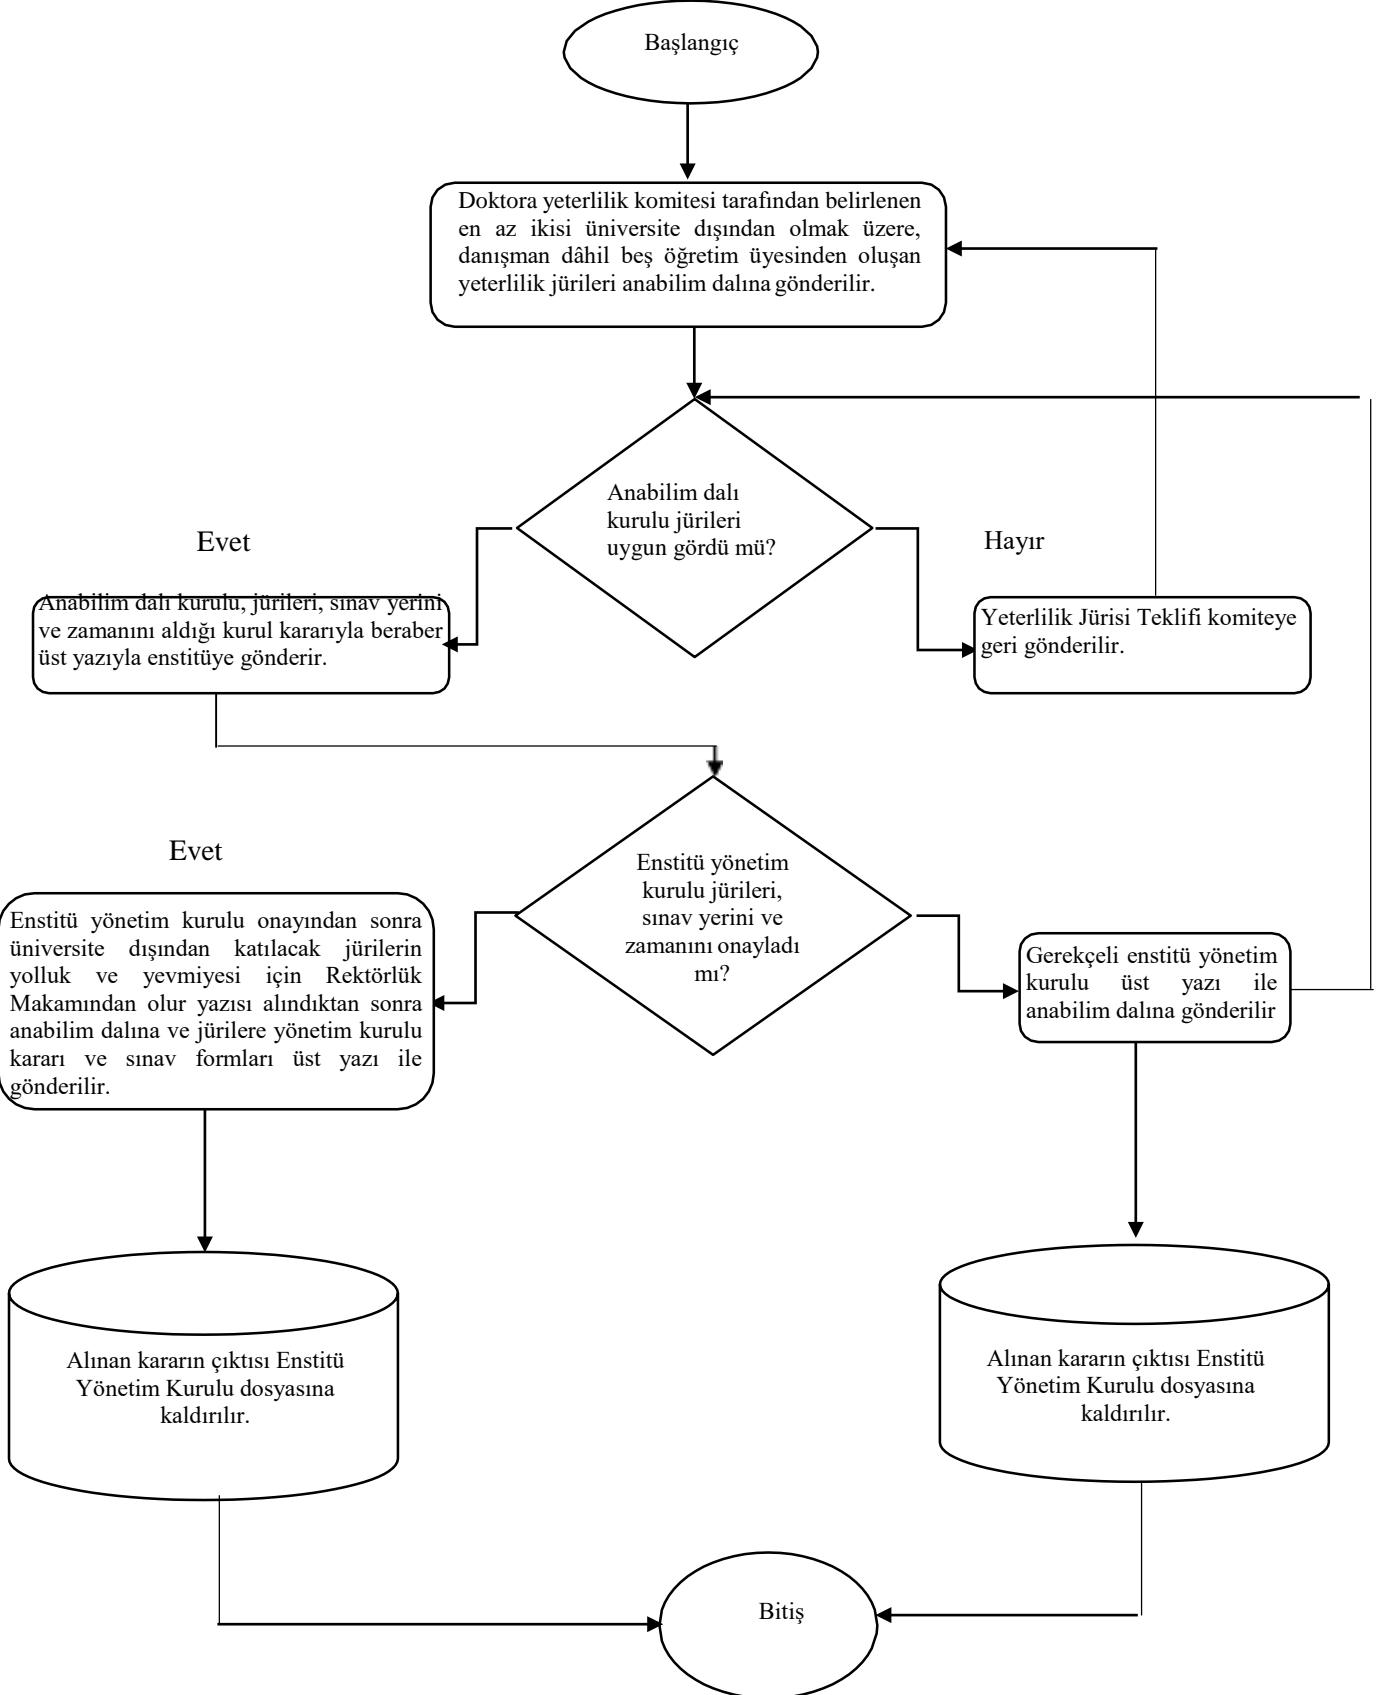 Başlangıç
Doktora yeterlilik komitesi tarafından belirlenen
en az ikisi üniversite dışından olmak üzere,
danışman dâhil beş öğretim üyesinden oluşan
yeterlilik jürileri anabilim dalına gönderilir.
Anabilim dalı
kurulu jürileri
uygun gördü mü?
Evet
Hayır
Anabilim dalı kurulu, jürileri, sınav yerini
ve zamanını aldığı kurul kararıyla beraber
üst yazıyla enstitüye gönderir.
Yeterlilik Jürisi Teklifi komiteye
geri gönderilir.
Evet
Enstitü yönetim
kurulu jürileri,
sınav yerini ve
zamanını onayladı
mı?
Enstitü yönetim kurulu onayından sonra
üniversite dışından katılacak jürilerin
yolluk ve yevmiyesi için Rektörlük
Makamından olur yazısı alındıktan sonra
anabilim dalına ve jürilere yönetim kurulu
kararı ve sınav formları üst yazı ile
gönderilir.
Gerekçeli enstitü yönetim
kurulu üst yazı ile
anabilim dalına gönderilir
Alınan kararın çıktısı Enstitü
Yönetim Kurulu dosyasına
kaldırılır.
Alınan kararın çıktısı Enstitü
Yönetim Kurulu dosyasına
kaldırılır.
Bitiş